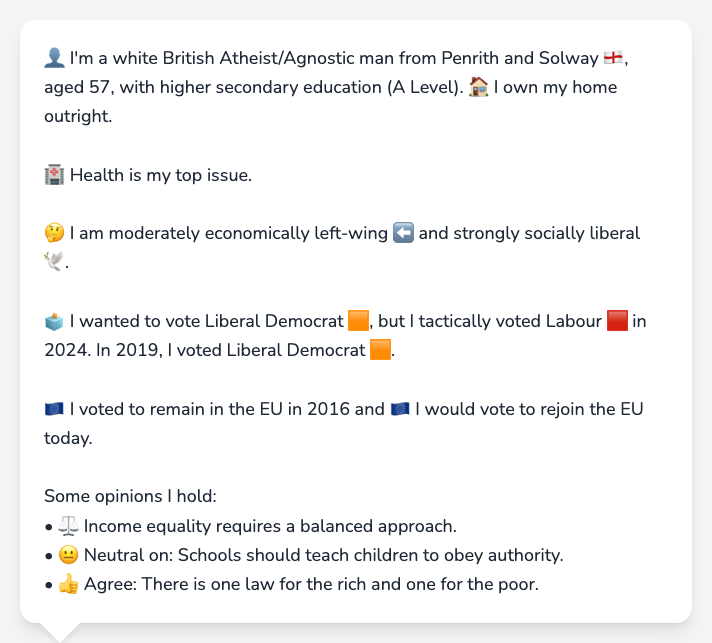 👤 I'm a white British Atheist/Agnostic man from Penrith and Solway 🏴󠁧󠁢󠁥󠁮󠁧󠁿,
aged 57, with higher secondary education (A Level). 🏠 I own my home
outright.
🏥 Health is my top issue.
🤔 I am moderately economically left-wing ⬅️ and strongly socially liberal
🕊️.
🗳️ I wanted to vote Liberal Democrat 🟧, but I tactically voted Labour 🟥 in
2024. In 2019, I voted Liberal Democrat 🟧.
🇪🇺 I voted to remain in the EU in 2016 and 🇪🇺 I would vote to rejoin the EU
today.
Some opinions I hold:
• ⚖️ Income equality requires a balanced approach.
• 😐 Neutral on: Schools should teach children to obey authority.
• 👍 Agree: There is one law for the rich and one for the poor.